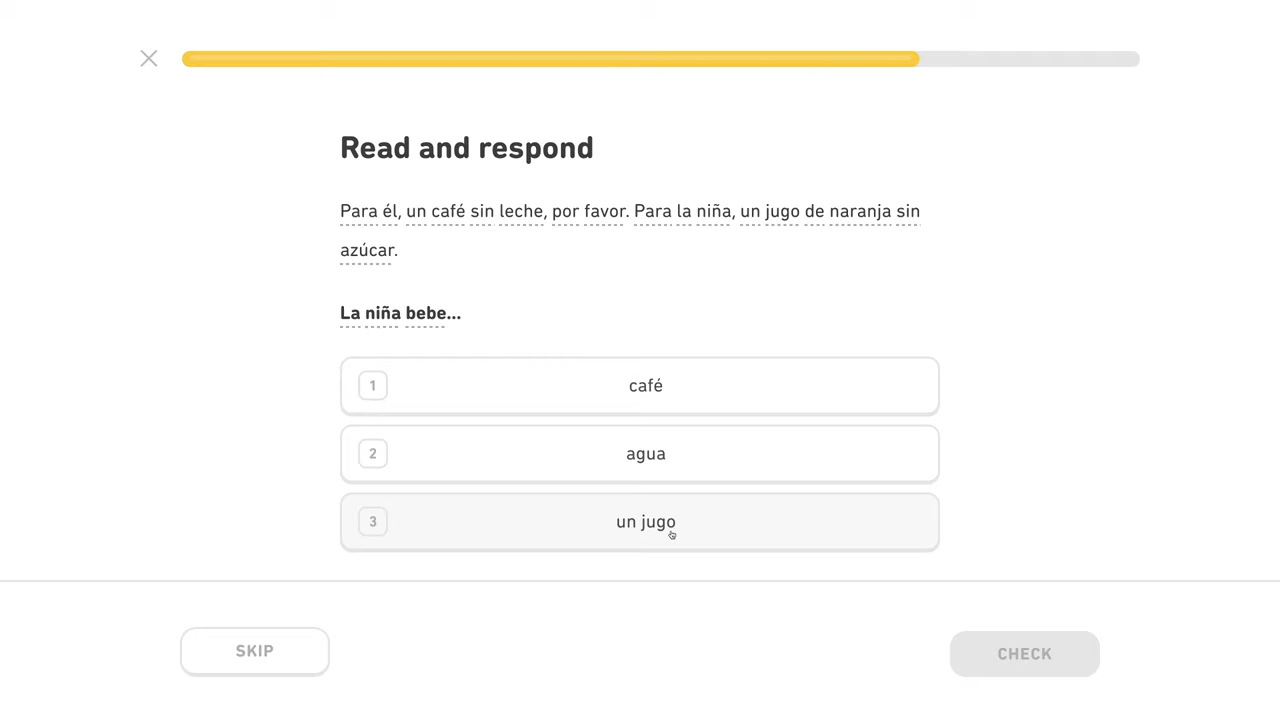 Read and respond
Para él, un café sin leche, por favor. Para la niña, un jugo de naranja sin
azúcar.
La niña bebe...
1 café
2 agua
3 un jugo
SKIP
CHECK